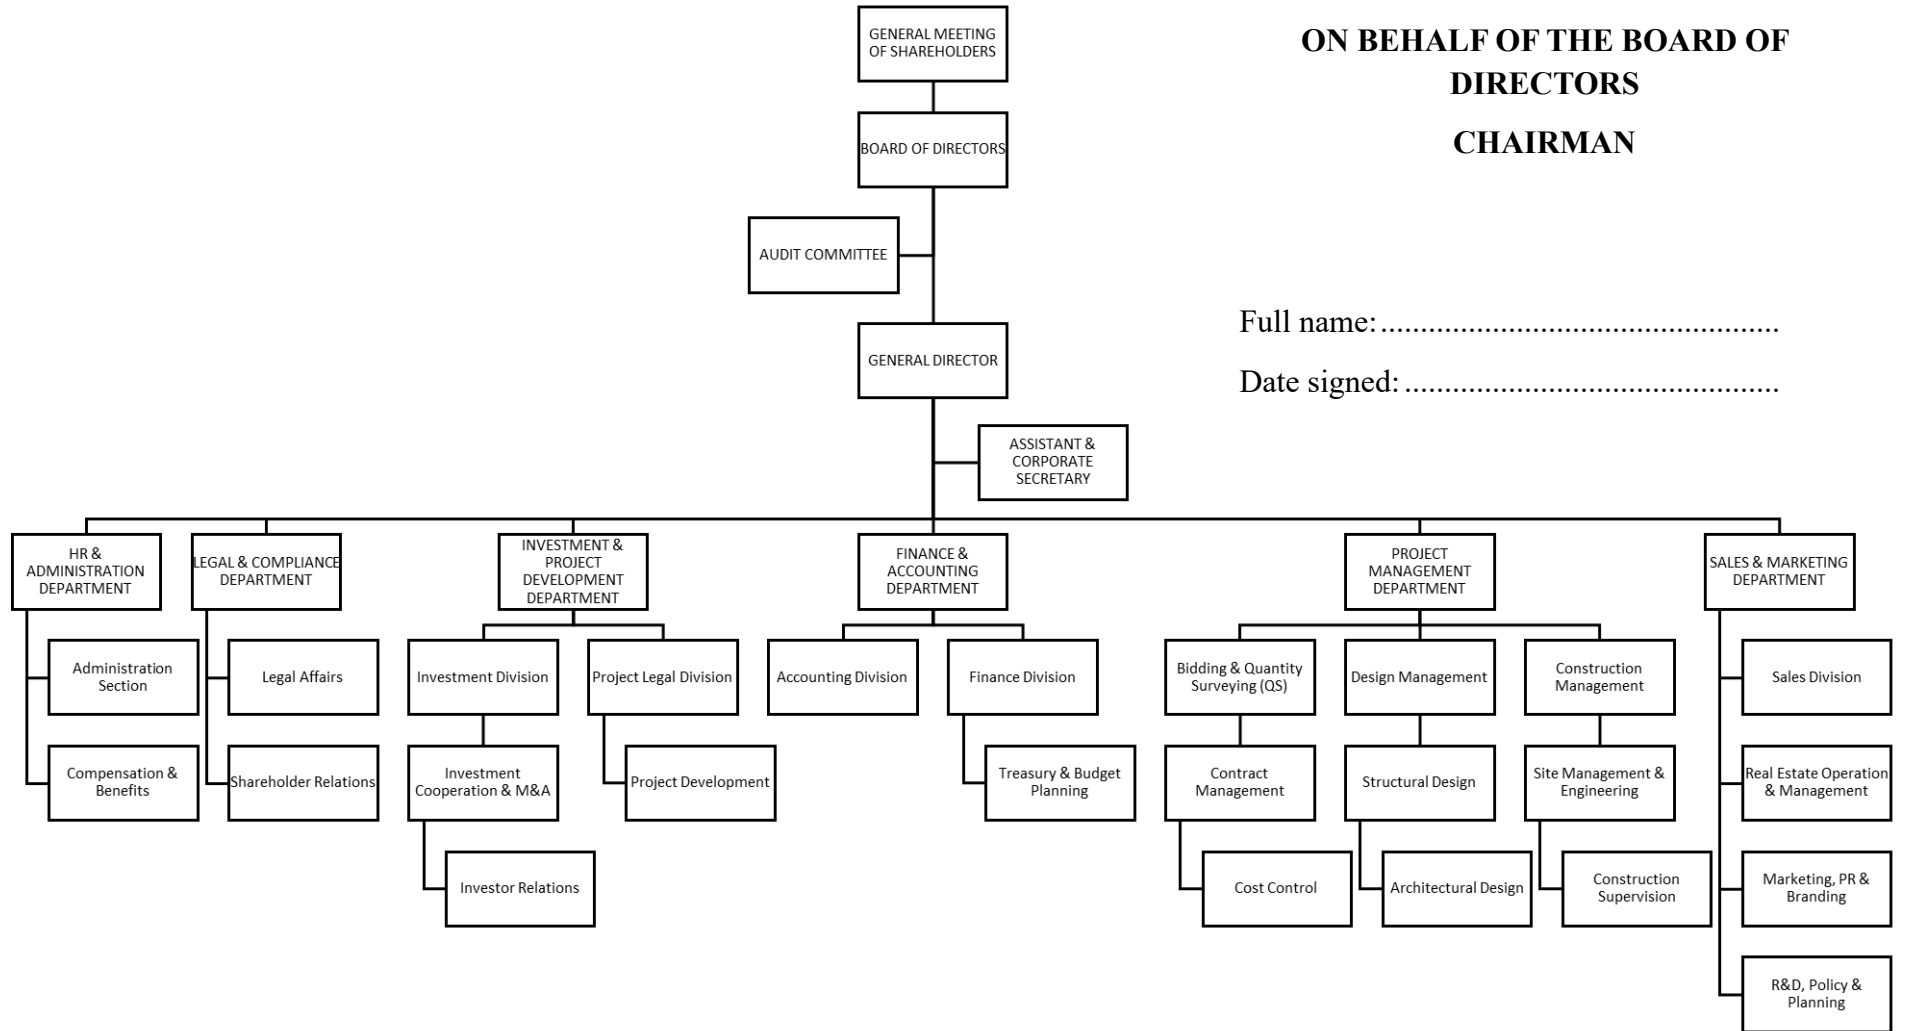 GENERAL MEETING
OF SHAREHOLDERS
ON BEHALF OF THE BOARD OF
DIRECTORS
CHAIRMAN
BOARD OF DIRECTORS
AUDIT COMMITTEE
Full name:..................................................
Date signed:...............................................
GENERAL DIRECTOR
ASSISTANT &
CORPORATE
SECRETARY
HR &
ADMINISTRATION
DEPARTMENT
LEGAL & COMPLIANCE
DEPARTMENT
INVESTMENT &
PROJECT
DEVELOPMENT
DEPARTMENT
FINANCE &
ACCOUNTING
DEPARTMENT
PROJECT
MANAGEMENT
DEPARTMENT
SALES & MARKETING
DEPARTMENT
Administration
Section
Legal Affairs
Investment Division
Project Legal Division
Accounting Division
Finance Division
Bidding & Quantity
Surveying (QS)
Design Management
Construction
Management
Sales Division
Compensation &
Benefits
Shareholder Relations
Investment
Cooperation & M&A
Project Development
Treasury & Budget
Planning
Contract
Management
Structural Design
Site Management &
Engineering
Real Estate Operation
& Management
Investor Relations
Cost Control
Architectural Design
Construction
Supervision
Marketing, PR &
Branding
R&D, Policy &
Planning